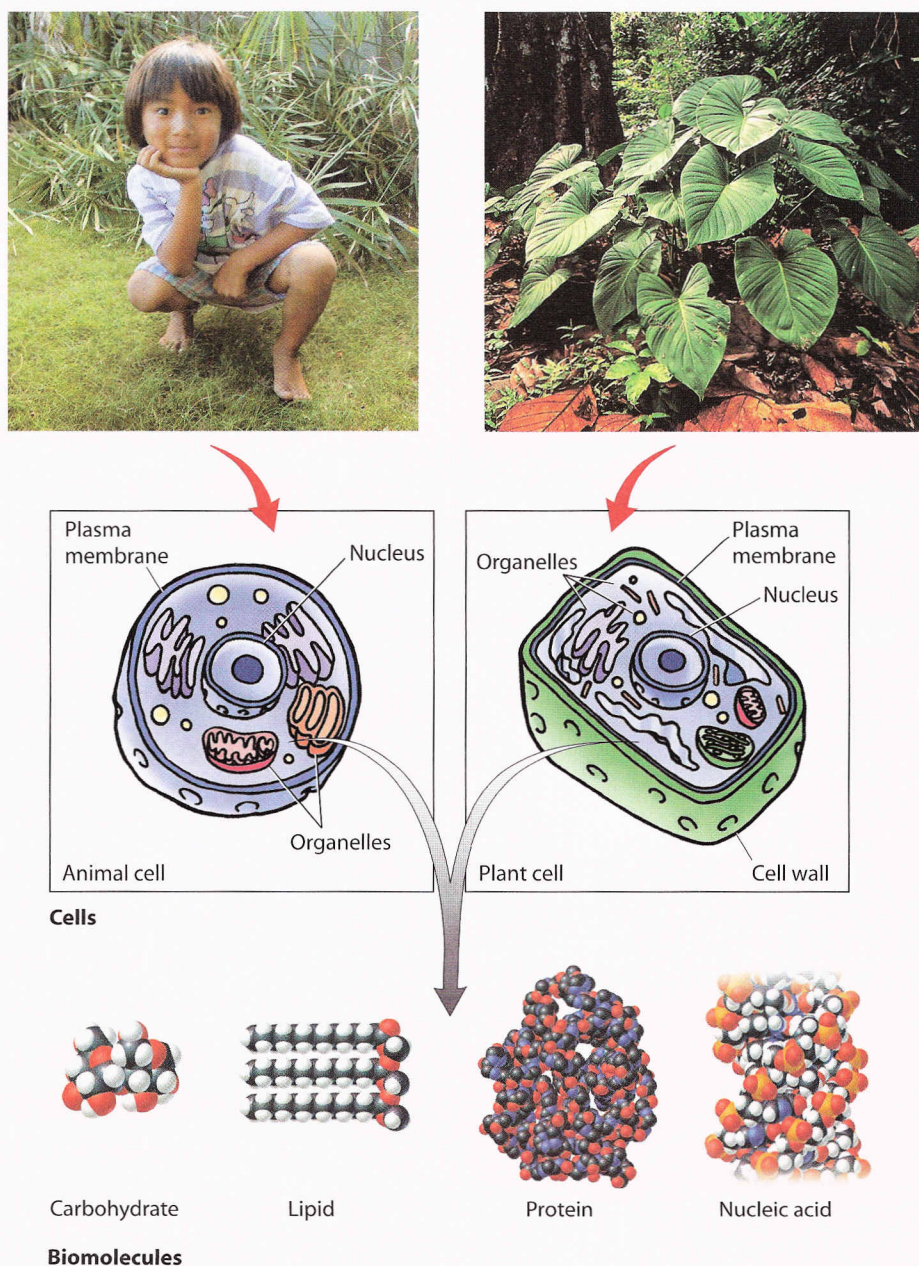 Plasma
membrane
Nucleus
Organelles
Animal cell
Organelles
Plasma
membrane
Nucleus
Plant cell
Cell wall
Cells
Carbohydrate
Lipid
Protein
Nucleic acid
Biomolecules